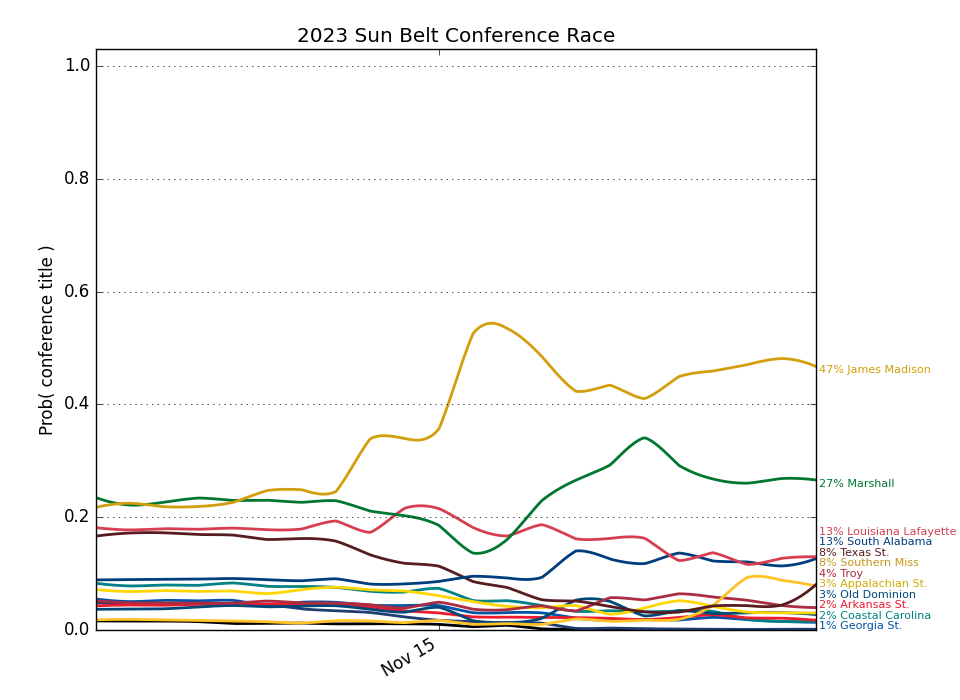 2023 Sun Belt Conference Race
Prob( conference title )
1.0
0.8
0.6
0.4
0.2
0.0
Nov 15
47% James Madison
27% Marshall
13% Louisiana Lafayette
13% South Alabama
8% Texas St.
8% Southern Miss
4% Troy
3% Appalachian St.
3% Old Dominion
2% Arkansas St.
2% Coastal Carolina
1% Georgia St.